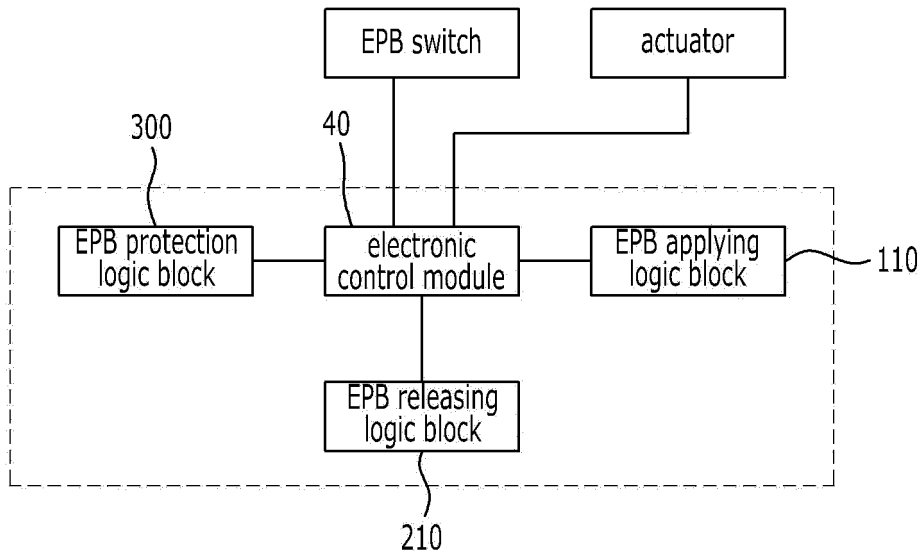 EPB switch
actuator
300
40
EPB protection
logic block
electronic
control module
EPB applying
logic block
110
EPB releasing
logic block
210